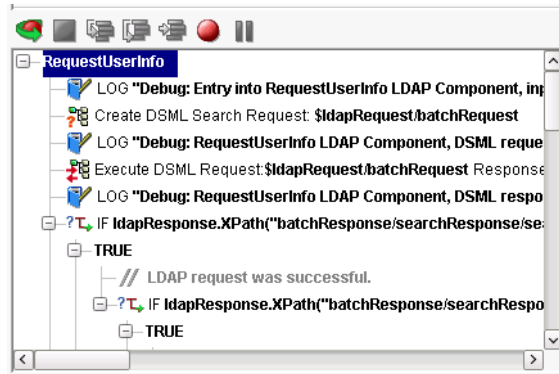 RequestUserInfo
LOG "Debug: Entry into RequestUserInfo LDAP Component, inp
Create DSML Search Request: $ldapRequest/batchRequest
LOG "Debug: RequestUserInfo LDAP Component, DSML reque
Execute DSML Request:$ldapRequest/batchRequest Response
LOG "Debug: RequestUserInfo LDAP Component, DSML respo
IF ldapResponse.XPath("batchResponse/searchResponse/se
TRUE
// LDAP request was successful.
IF ldapResponse.XPath("batchResponse/searchRespo
TRUE